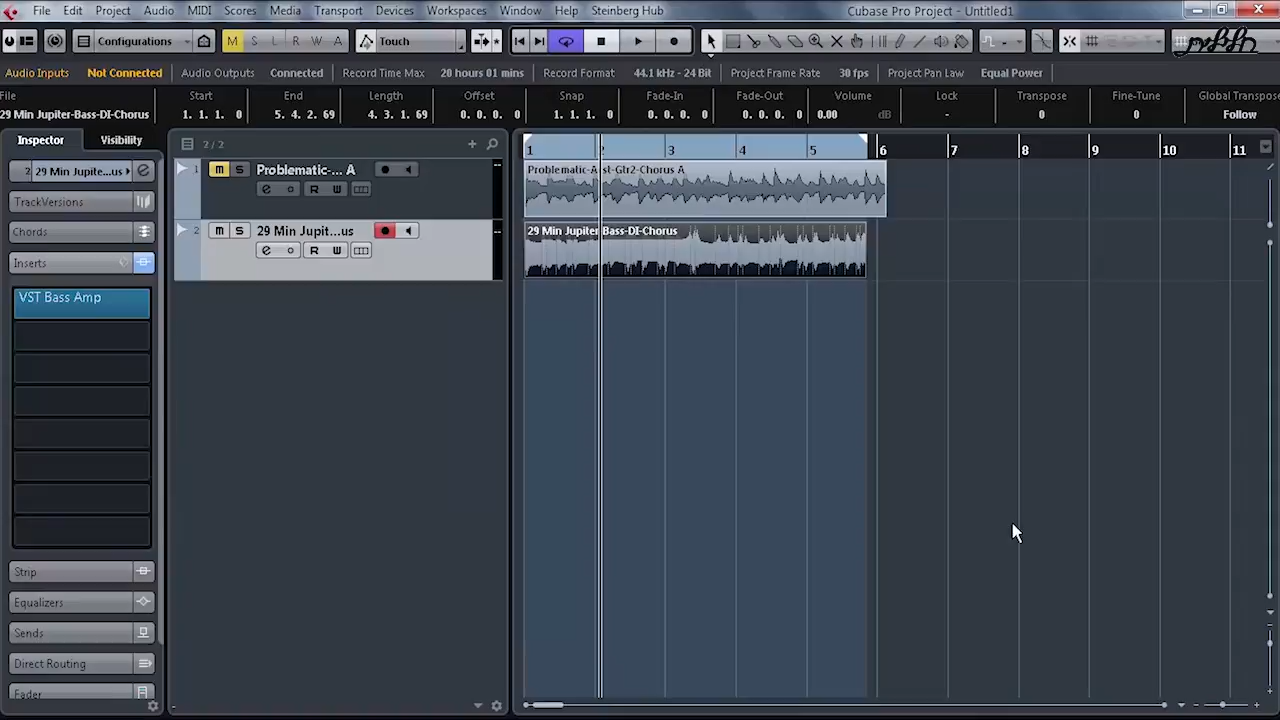 File Edit Project Audio MIDI Scores Media Transport Devices Workspaces Window Help Steinberg Hub Cubase Pro Project - Untitled1
Configurations M S L R W A Touch
Audio Inputs Not Connected Audio Outputs Connected Record Time Max 20 hours 01 mins Record Format 44.1 kHz - 24 Bit Project Frame Rate 30 fps Project Pan Law Equal Power
File Start End Length Offset Snap Fade-In Fade-Out Volume Lock Transpose Fine-Tune Global Transpo
29 Min Jupiter-Bass-DI-Chorus 1. 1. 1. 0 5. 4. 2. 69 4. 3. 1. 69 0. 0. 0. 0 1. 1. 1. 0 0. 0. 0. 0 0. 0. 0. 0 0.00 dB - 0 0 Follow
Inspector Visibility 2 / 2 1 2 3 4 5 6 7 8 9 10 11
2 29 Min Jupite...us
1 m S Problematic-... A
Problematic-A st-Gtr2-Chorus A
e R W
TrackVersions
Chords
2 m S 29 Min Jupit...us
29 Min Jupiter Bass-DI-Chorus
e R W
Inserts
VST Bass Amp
Strip
Equalizers
Sends
Direct Routing
Fader